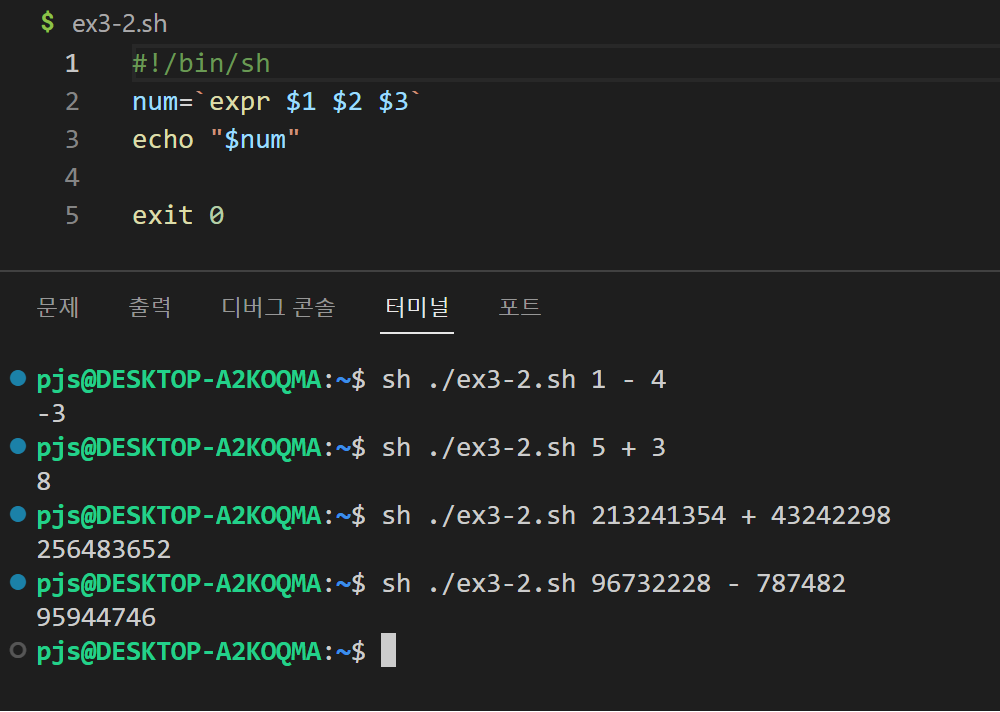 $ ex3-2.sh
1 #!/bin/sh
2 num=`expr $1 $2 $3`
3 echo "$num"
4
5 exit 0
문제 출력 디버그 콘솔 터미널 포트
pjs@DESKTOP-A2KOQMA:~$ sh ./ex3-2.sh 1 - 4
-3
pjs@DESKTOP-A2KOQMA:~$ sh ./ex3-2.sh 5 + 3
8
pjs@DESKTOP-A2KOQMA:~$ sh ./ex3-2.sh 213241354 + 43242298
256483652
pjs@DESKTOP-A2KOQMA:~$ sh ./ex3-2.sh 96732228 - 787482
95944746
pjs@DESKTOP-A2KOQMA:~$